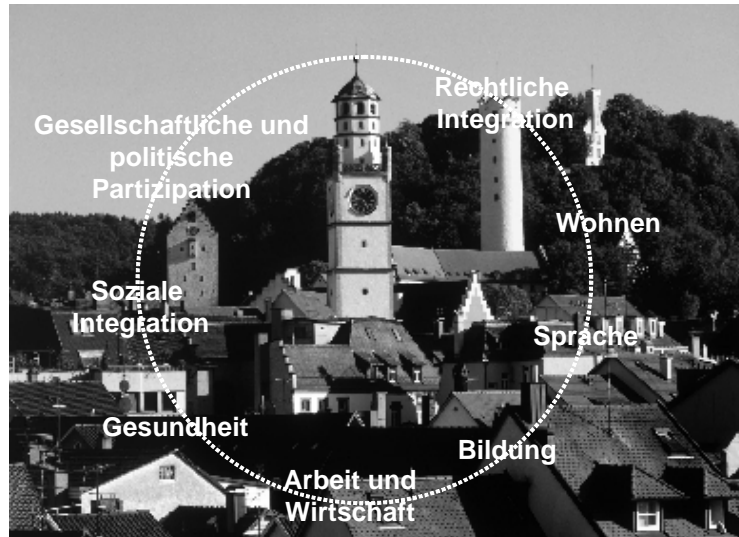 Rechtliche
Integration
Gesellschaftliche und
politische
Partizipation
Wohnen
Soziale
Integration
Sprache
Gesundheit
Bildung
Arbeit und
Wirtschaft